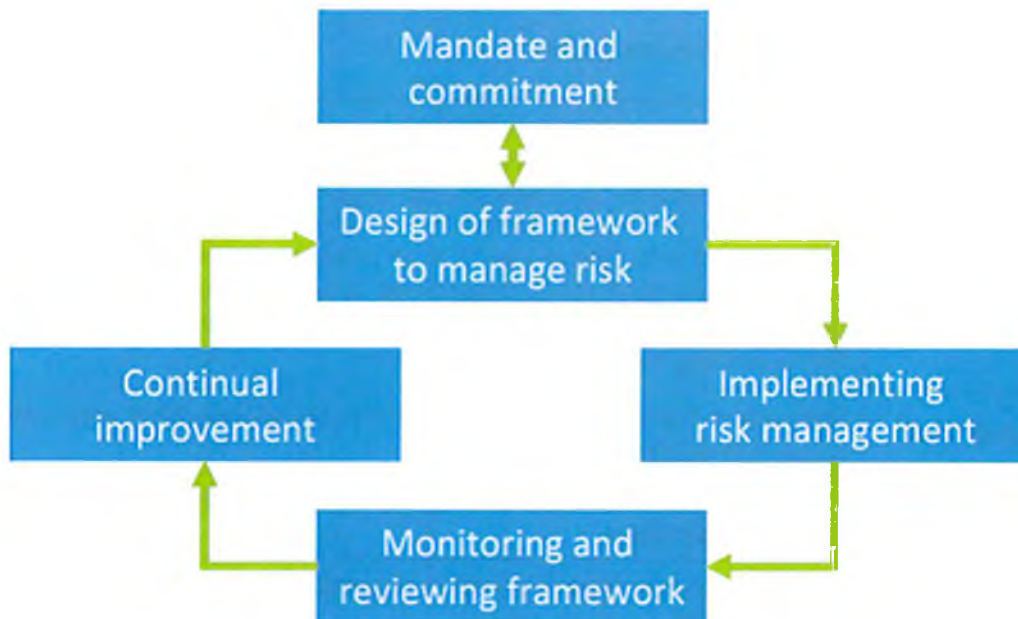 Mandate and
commitment
Design of framework
to manage risk
Continual
improvement
Implementing
risk management
Monitoring and
reviewing framework